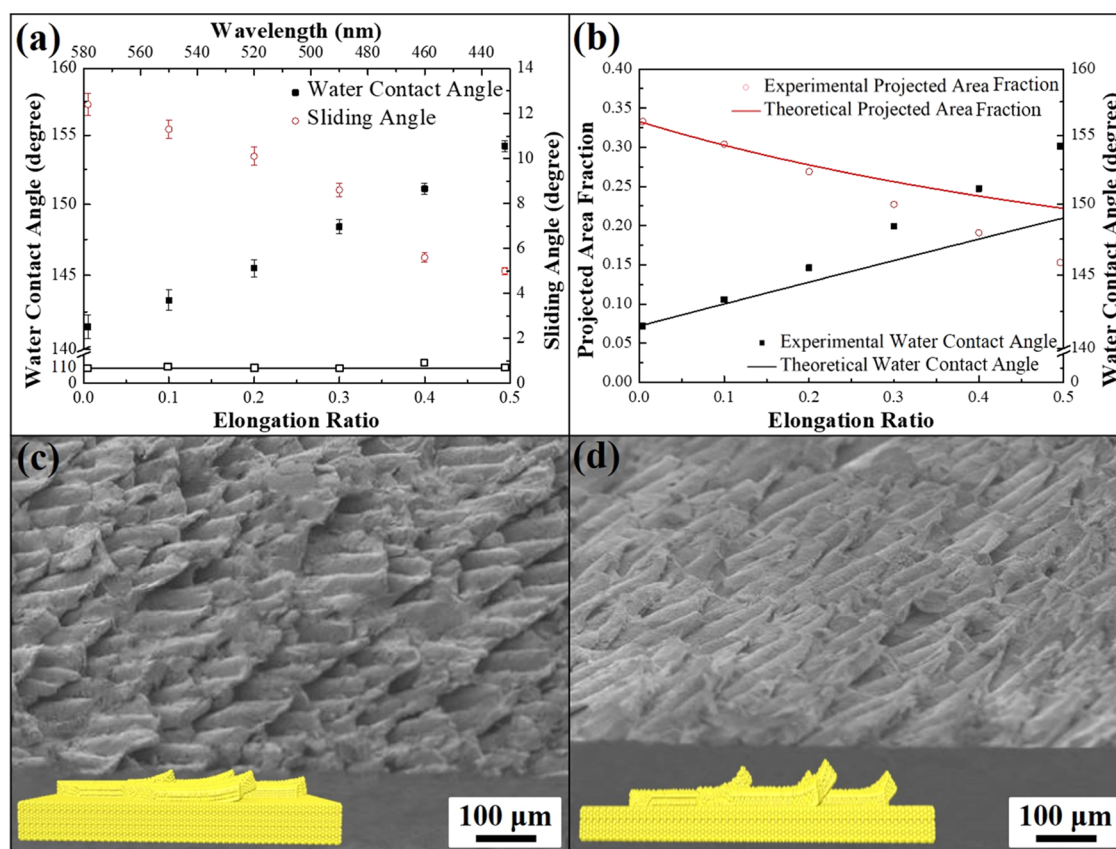 (a)
Wavelength (nm)
580 560 540 520 500 480 460 440
160
155
150
145
140
110
0
Water Contact Angle (degree)
Water Contact Angle
Sliding Angle
14
12
10
8
6
4
2
0
Sliding Angle (degree)
0.0 0.1 0.2 0.3 0.4 0.5
Elongation Ratio
(b)
0.40
0.35
0.30
0.25
0.20
0.15
0.10
0.05
0.00
Projected Area Fraction
Experimental Projected Area Fraction
Theoretical Projected Area Fraction
Experimental Water Contact Angle
Theoretical Water Contact Angle
160
155
150
145
140
0
Water Contact Angle (degree)
0.0 0.1 0.2 0.3 0.4 0.5
Elongation Ratio
(c)
100 μm
(d)
100 μm